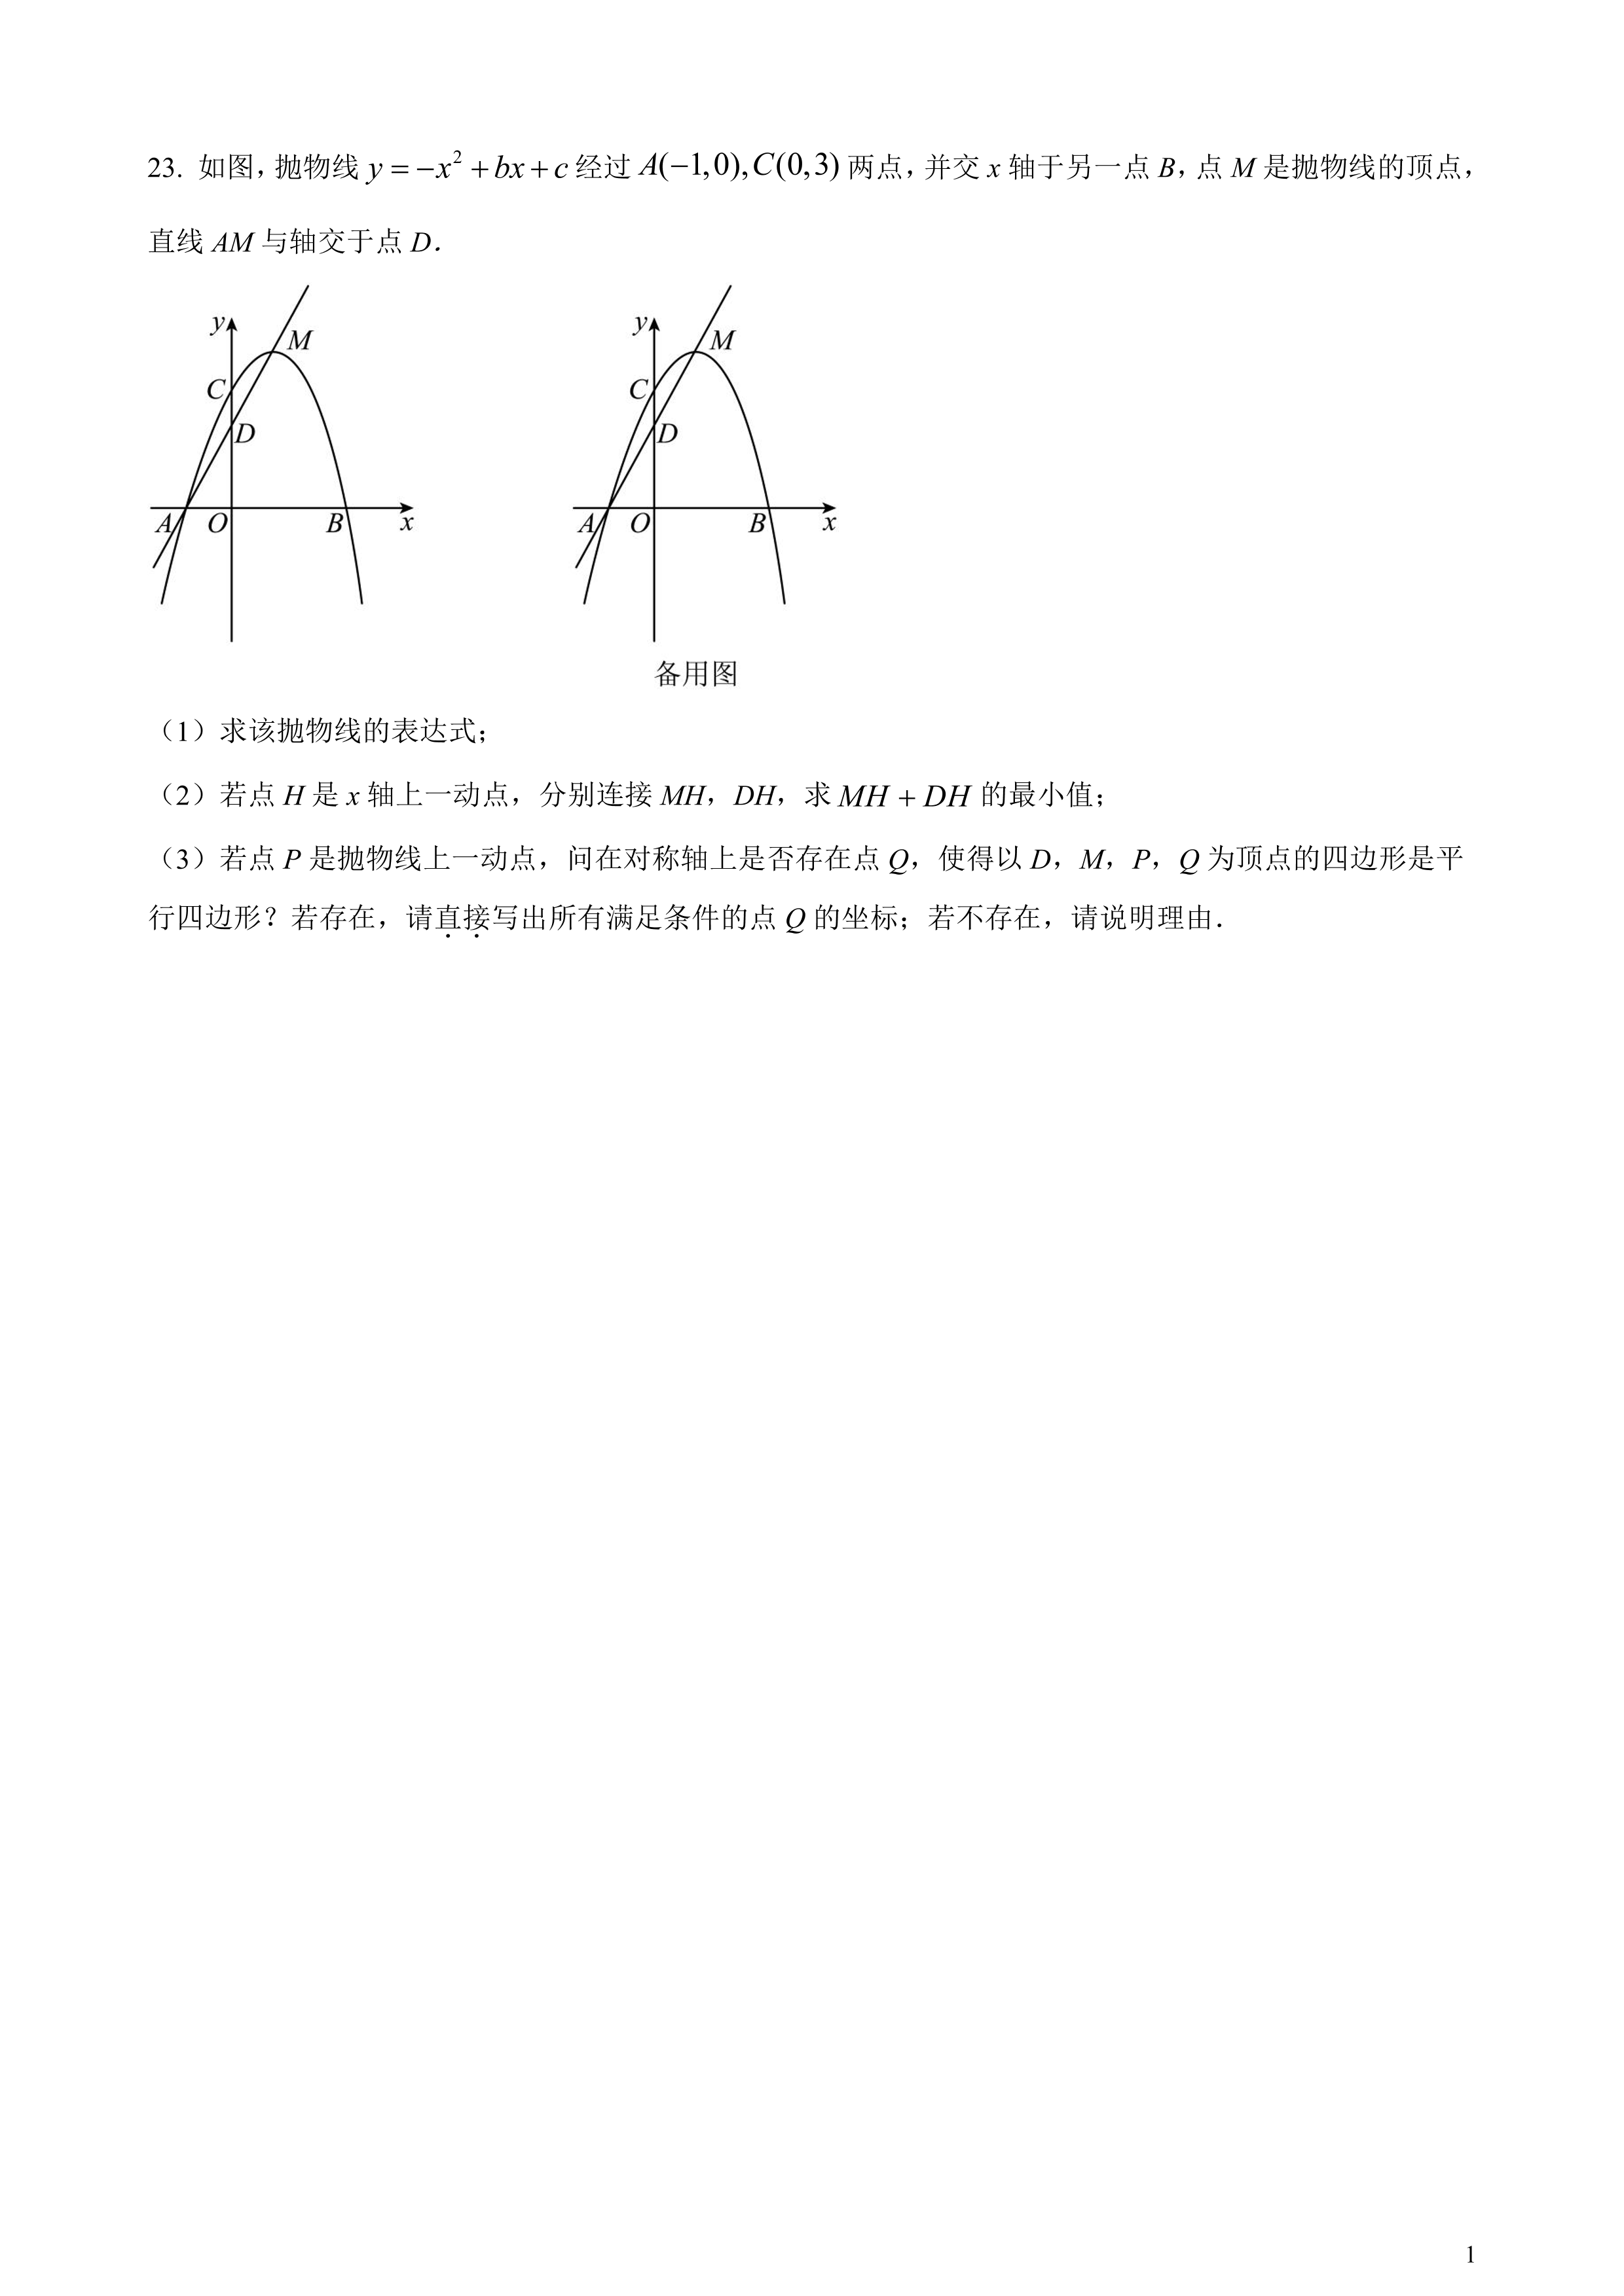 23. 如图，抛物线 y = −x² + bx + c 经过 A(−1,0), C(0,3) 两点，并交 x 轴于另一点 B，点 M 是抛物线的顶点，
直线 AM 与轴交于点 D．
y M C D A O B x
y M C D A O B x
备用图
（1）求该抛物线的表达式；
（2）若点 H 是 x 轴上一动点，分别连接 MH，DH，求 MH + DH 的最小值；
（3）若点 P 是抛物线上一动点，问在对称轴上是否存在点 Q，使得以 D，M，P，Q 为顶点的四边形是平
行四边形？若存在，请直接写出所有满足条件的点 Q 的坐标；若不存在，请说明理由．
1